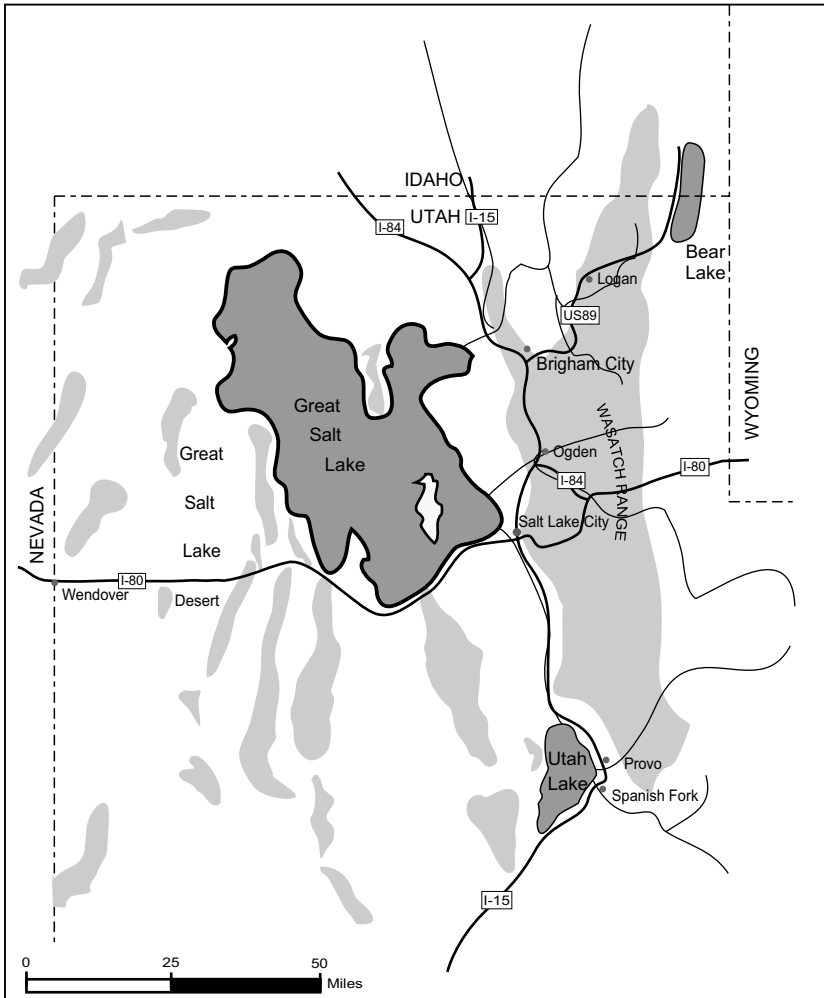 IDAHO
UTAH
I-15
I-84
Bear
Lake
Logan
US89
Brigham City
WYOMING
Great
Salt
Lake
WASATCH RANGE
Ogden
Great
Salt
Lake
Desert
I-84
I-80
NEVADA
Salt Lake City
I-80
Wendover
Utah
Lake
Provo
Spanish Fork
I-15
0 25 50
Miles